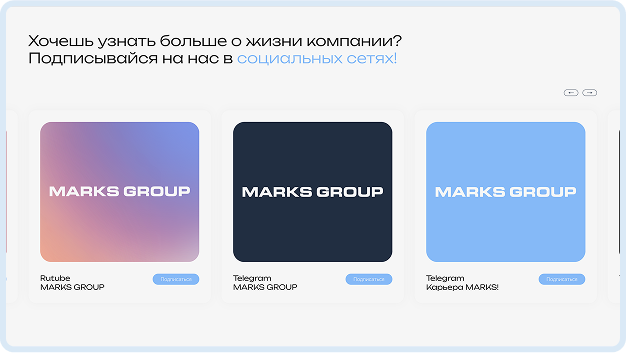 Хочешь узнать больше о жизни компании?
Подписывайся на нас в социальных сетях!
← →
MARKS GROUP
MARKS GROUP
MARKS GROUP
Rutube
MARKS GROUP
Подписаться
Telegram
MARKS GROUP
Подписаться
Telegram
Карьера MARKS!
Подписаться